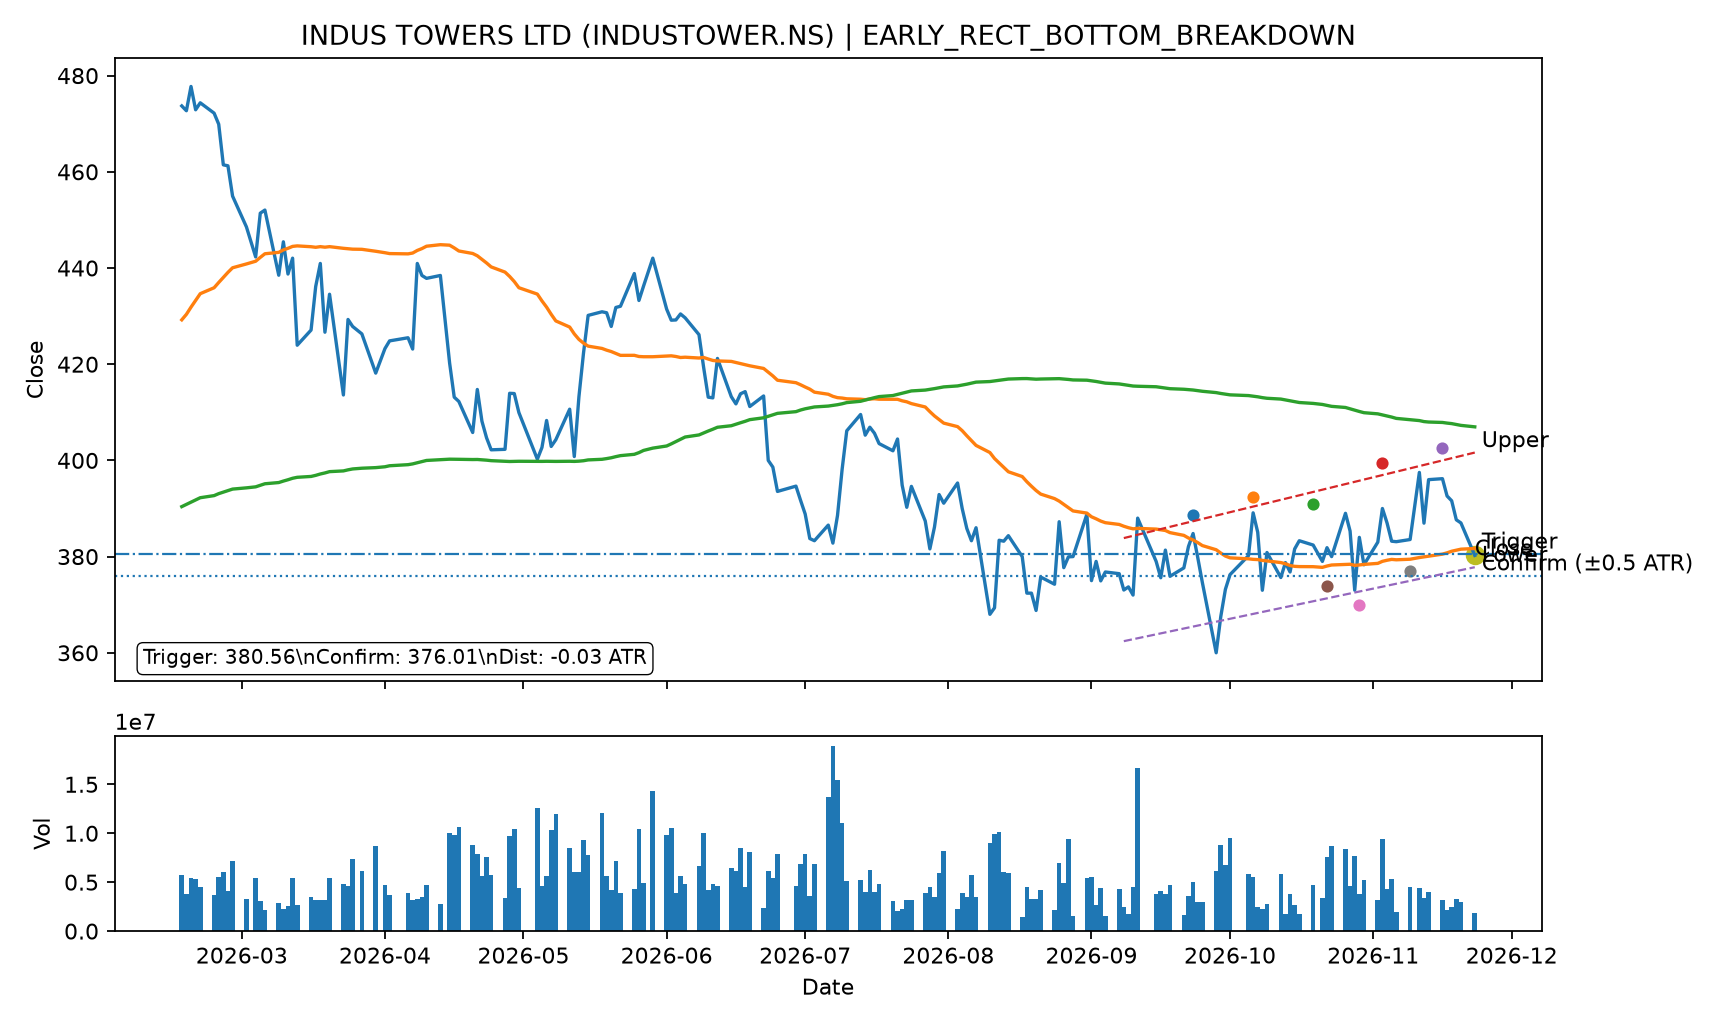 INDUS TOWERS LTD (INDUSTOWER.NS) | EARLY_RECT_BOTTOM_BREAKDOWN
480
460
440
420
400
380
360
Close
Upper
Trigger
Close
Lower
Confirm (±0.5 ATR)
Trigger: 380.56\nConfirm: 376.01\nDist: -0.03 ATR
1e7
1.5
1.0
0.5
0.0
Vol
2026-03
2026-04
2026-05
2026-06
2026-07
2026-08
2026-09
2026-10
2026-11
2026-12
Date